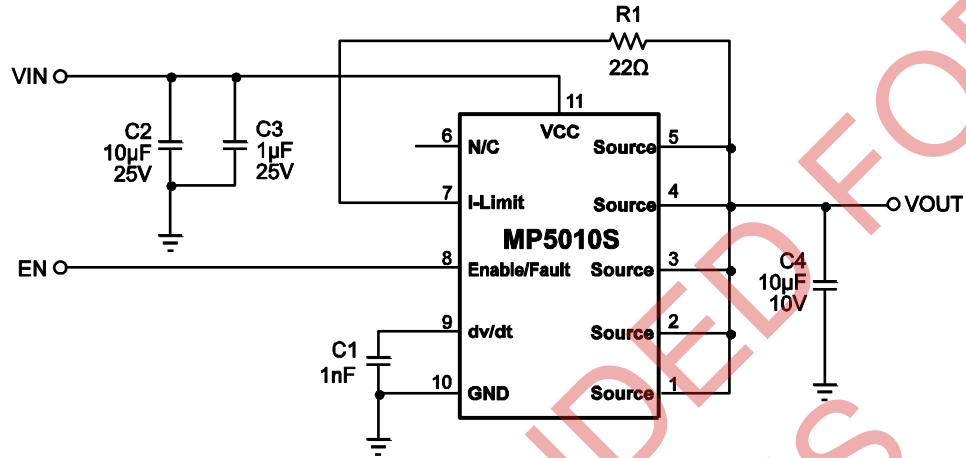 R1
22Ω
VIN
C2
10µF
25V
C3
1µF
25V
11
VCC
6
N/C
Source
5
7
I-Limit
Source
4
VOUT
MP5010S
EN
8
Enable/Fault
Source
3
C4
10µF
10V
9
dv/dt
Source
2
C1
1nF
10
GND
Source
1